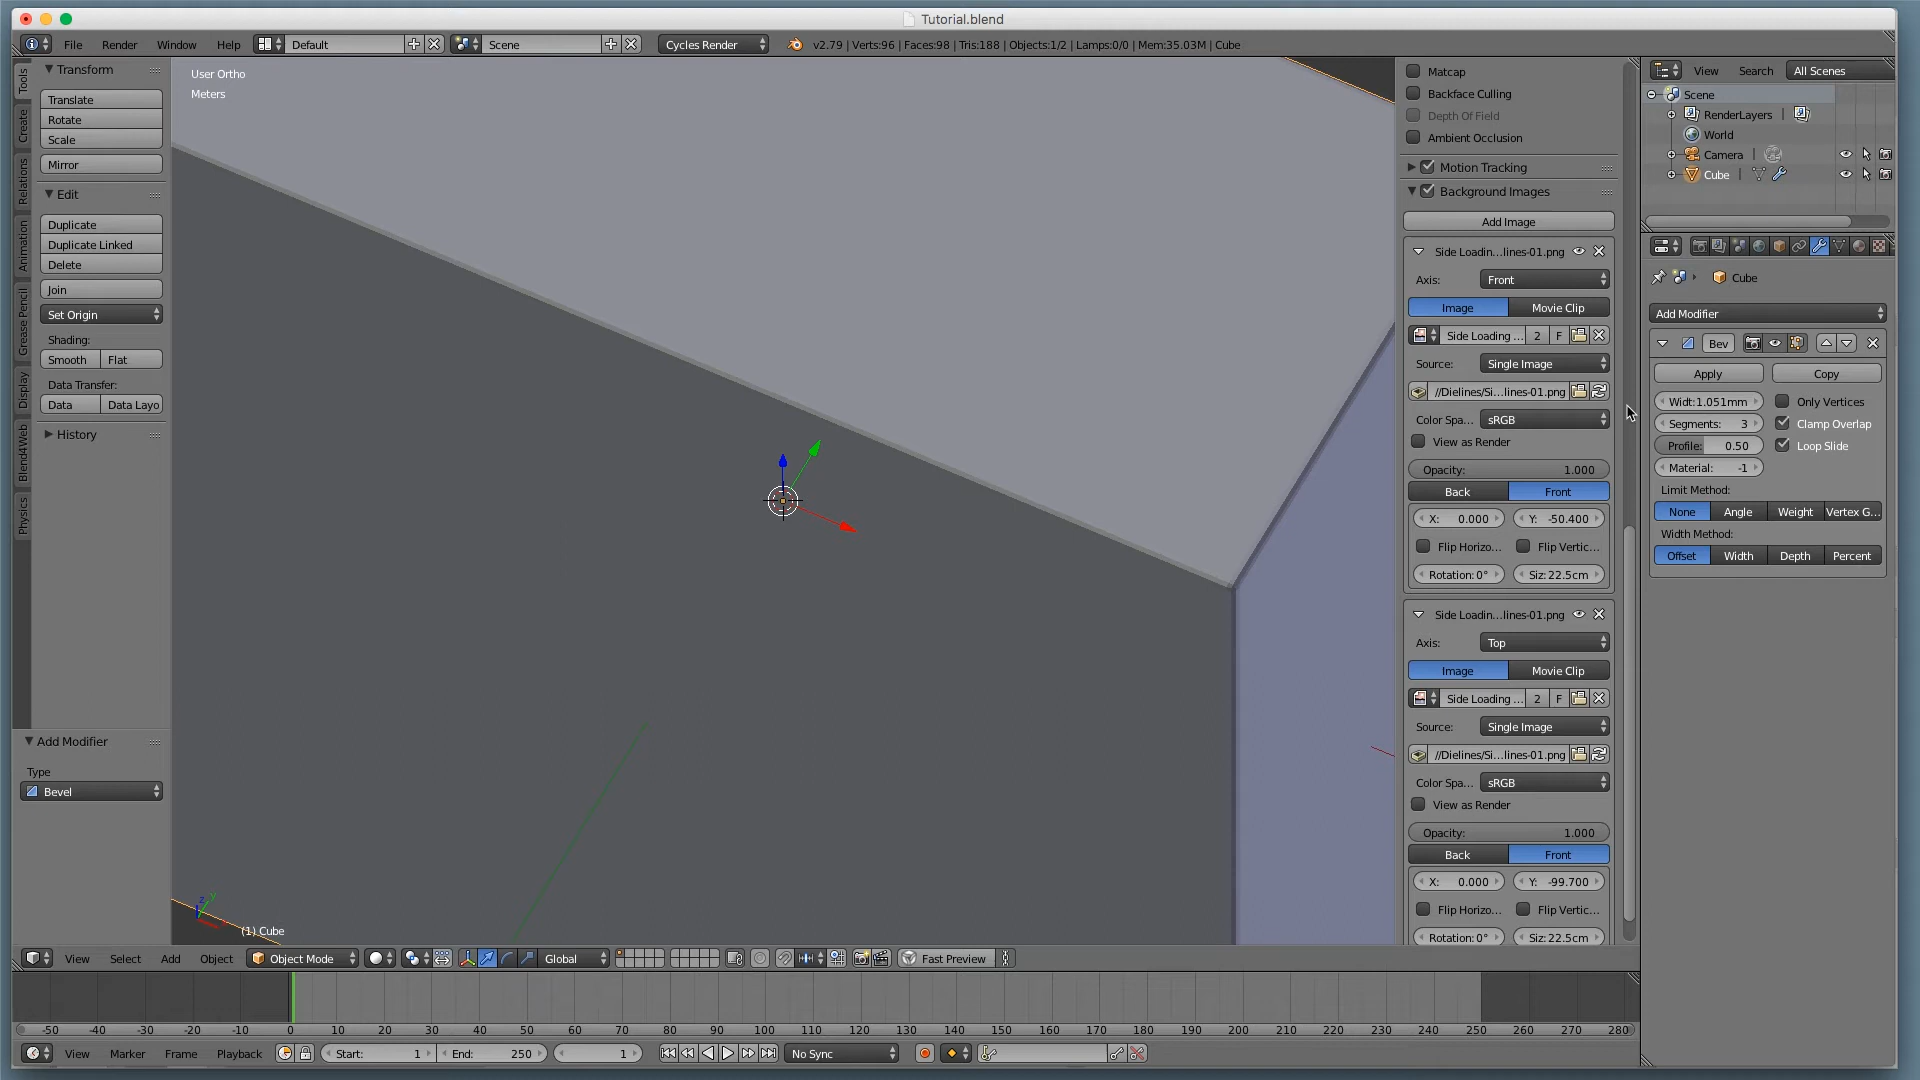 Tutorial.blend
File Render Window Help Default Scene Cycles Render v2.79 | Verts:96 | Faces:98 | Tris:188 | Objects:1/2 | Lamps:0/0 | Mem:35.03M | Cube
Tools
Create
Relations
Animation
Grease Pencil
Display
Blend4Web
Physics
Transform
Translate
Rotate
Scale
Mirror
Edit
Duplicate
Duplicate Linked
Delete
Join
Set Origin
Shading:
Smooth Flat
Data Transfer:
Data Data Layo
History
Add Modifier
Type
Bevel
User Ortho
Meters
(1) Cube
Matcap
Backface Culling
Depth Of Field
Ambient Occlusion
Motion Tracking
Background Images
Add Image
Side Loadin...lines-01.png
Axis: Front
Image Movie Clip
Side Loading ... 2 F
Source: Single Image
//Dielines/Si...lines-01.png
Color Spa... sRGB
View as Render
Opacity: 1.000
Back Front
X: 0.000 Y: -50.400
Flip Horizo... Flip Vertic...
Rotation: 0° Siz: 22.5cm
Side Loadin...lines-01.png
Axis: Top
Image Movie Clip
Side Loading ... 2 F
Source: Single Image
//Dielines/Si...lines-01.png
Color Spa... sRGB
View as Render
Opacity: 1.000
Back Front
X: 0.000 Y: -99.700
Flip Horizo... Flip Vertic...
Rotation: 0° Siz: 22.5cm
View Search All Scenes
Scene
RenderLayers
World
Camera
Cube
Cube
Add Modifier
Bev
Apply Copy
Widt:1.051mm Only Vertices
Segments: 3 Clamp Overlap
Profile: 0.50 Loop Slide
Material: -1
Limit Method:
None Angle Weight Vertex G...
Width Method:
Offset Width Depth Percent
View Select Add Object Object Mode Global Fast Preview
-50 -40 -30 -20 -10 0 10 20 30 40 50 60 70 80 90 100 110 120 130 140 150 160 170 180 190 200 210 220 230 240 250 260 270 280
View Marker Frame Playback Start: 1 End: 250 1 No Sync